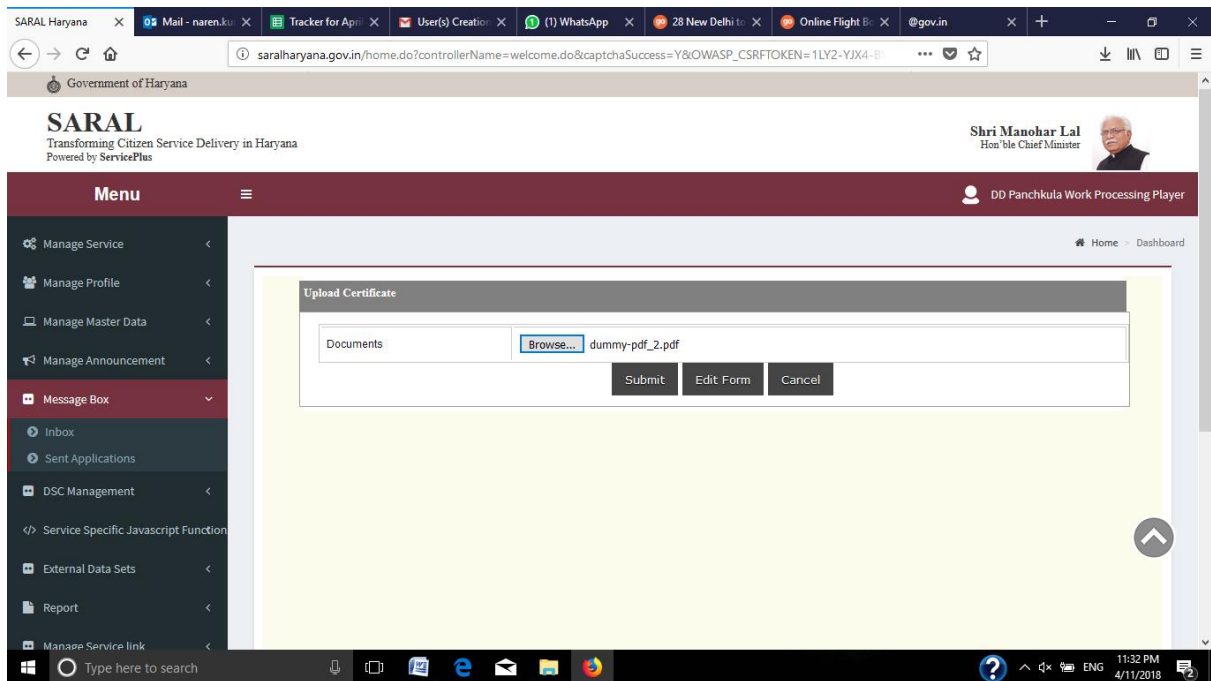 SARAL Haryana
Mail - naren.ku
Tracker for April
User(s) Creation
(1) WhatsApp
28 New Delhi to
Online Flight Bo
@gov.in
saralharyana.gov.in/home.do?controllerName=welcome.do&captchaSuccess=Y&OWASP_CSRFTOKEN=1LY2-YJX4-
Government of Haryana
SARAL
Transforming Citizen Service Delivery in Haryana
Powered by ServicePlus
Shri Manohar Lal
Hon'ble Chief Minister
Menu
DD Panchkula Work Processing Player
Home > Dashboard
Manage Service
Manage Profile
Manage Master Data
Manage Announcement
Message Box
Inbox
Sent Applications
DSC Management
Service Specific Javascript Function
External Data Sets
Report
Manage Service link
Upload Certificate
Documents
Browse... dummy-pdf_2.pdf
Submit Edit Form Cancel
Type here to search
ENG
11:32 PM
4/11/2018
2